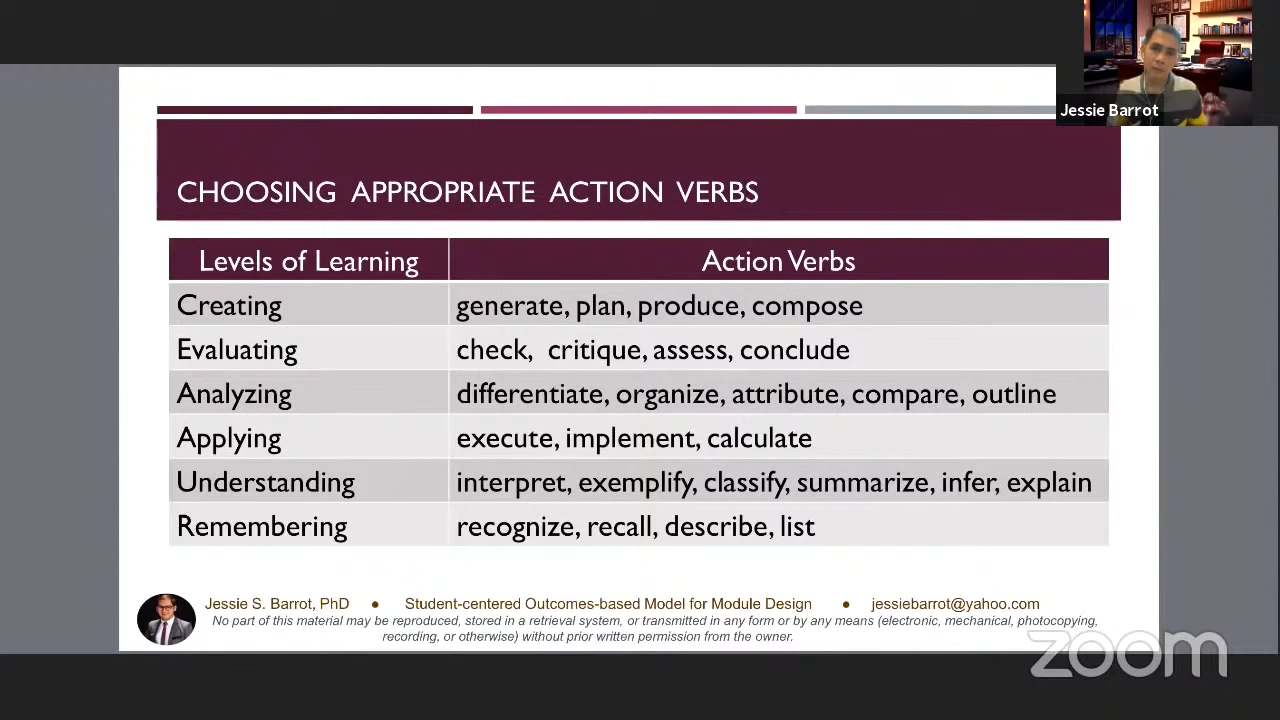 Jessie Barrot
CHOOSING APPROPRIATE ACTION VERBS
Levels of Learning Action Verbs
Creating generate, plan, produce, compose
Evaluating check, critique, assess, conclude
Analyzing differentiate, organize, attribute, compare, outline
Applying execute, implement, calculate
Understanding interpret, exemplify, classify, summarize, infer, explain
Remembering recognize, recall, describe, list
Jessie S. Barrot, PhD • Student-centered Outcomes-based Model for Module Design • jessiebarrot@yahoo.com
No part of this material may be reproduced, stored in a retrieval system, or transmitted in any form or by any means (electronic, mechanical, photocopying,
recording, or otherwise) without prior written permission from the owner.
zoom